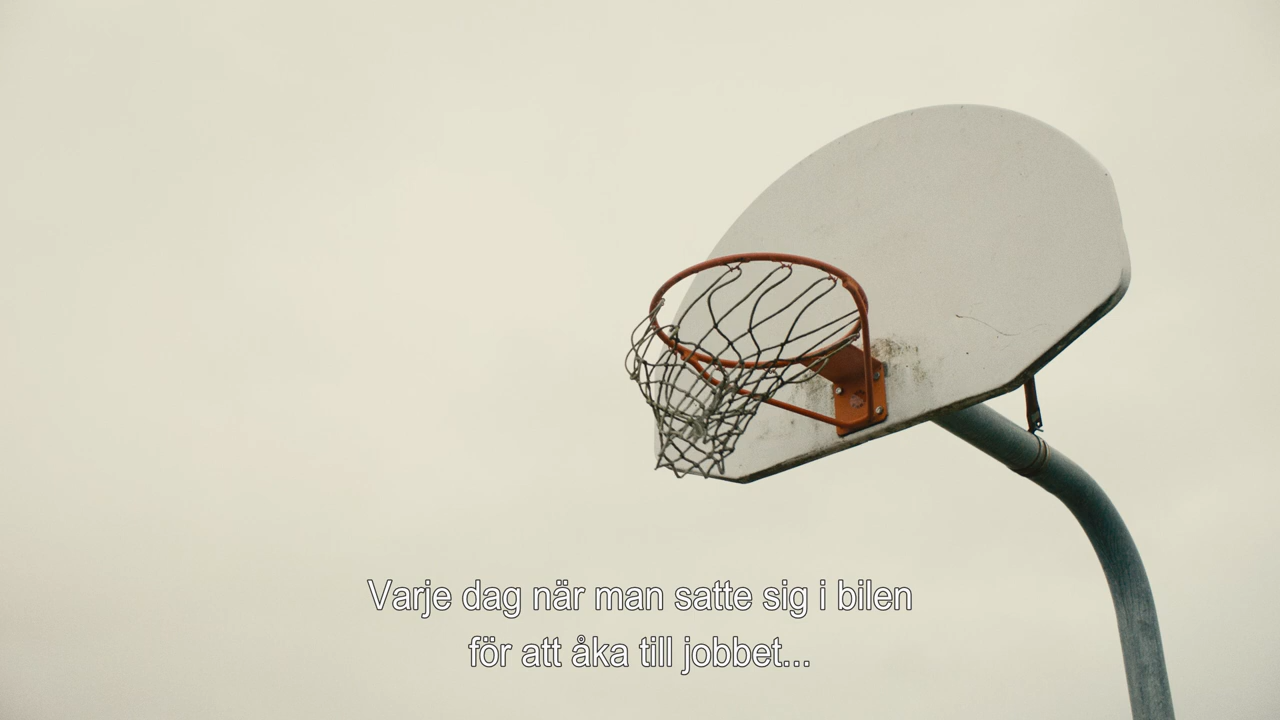 Varje dag när man satte sig i bilen
för att åka till jobbet...